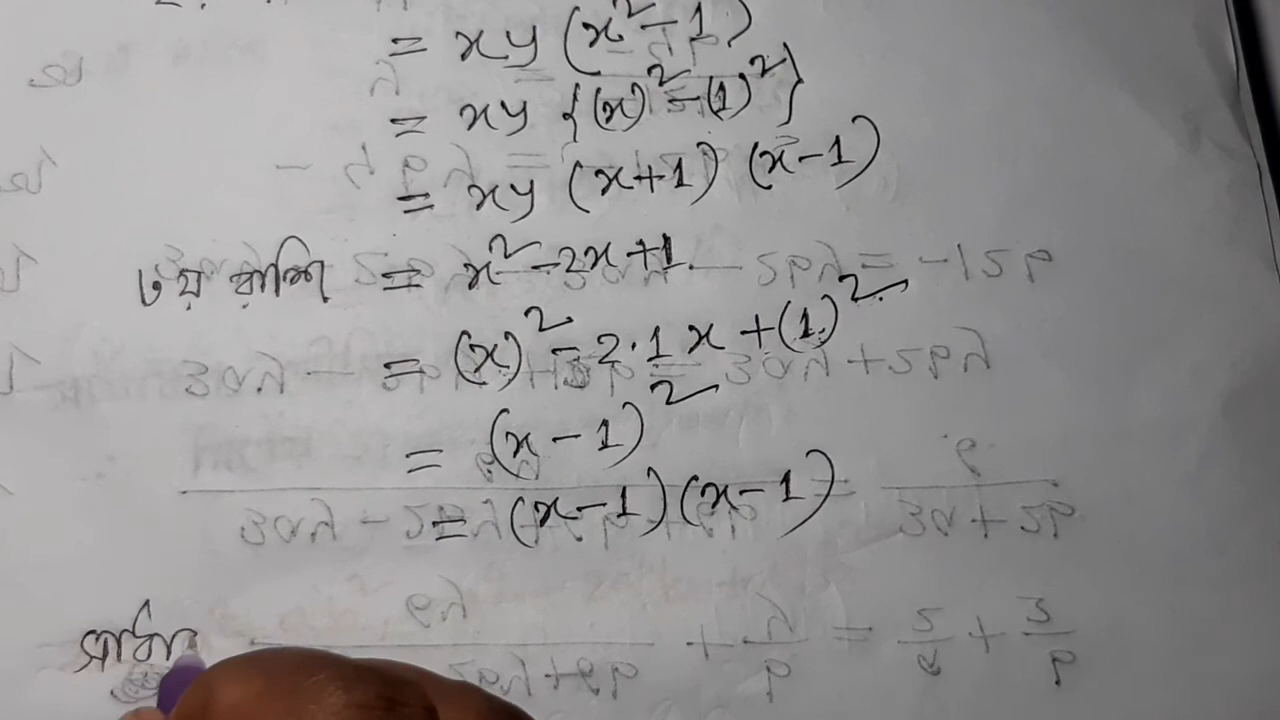 = xy (x² - 1)
= xy {(x)² - (1)²}
= xy (x+1) (x-1)
৩য় রাশি = x² - 2x + 1
= (x)² - 2·1x + (1)²
= (x-1)²
= (x-1)(x-1)